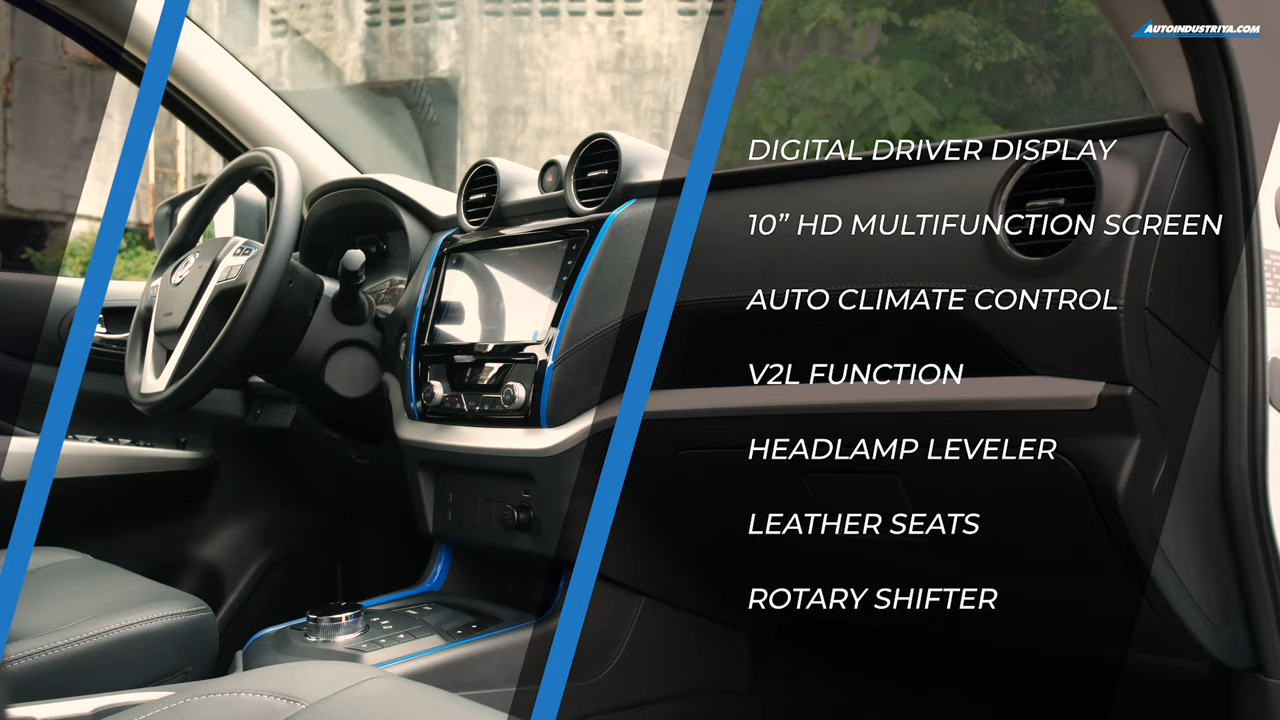 AUTOINDUSTRIYA.COM
DIGITAL DRIVER DISPLAY
10” HD MULTIFUNCTION SCREEN
AUTO CLIMATE CONTROL
V2L FUNCTION
HEADLAMP LEVELER
LEATHER SEATS
ROTARY SHIFTER